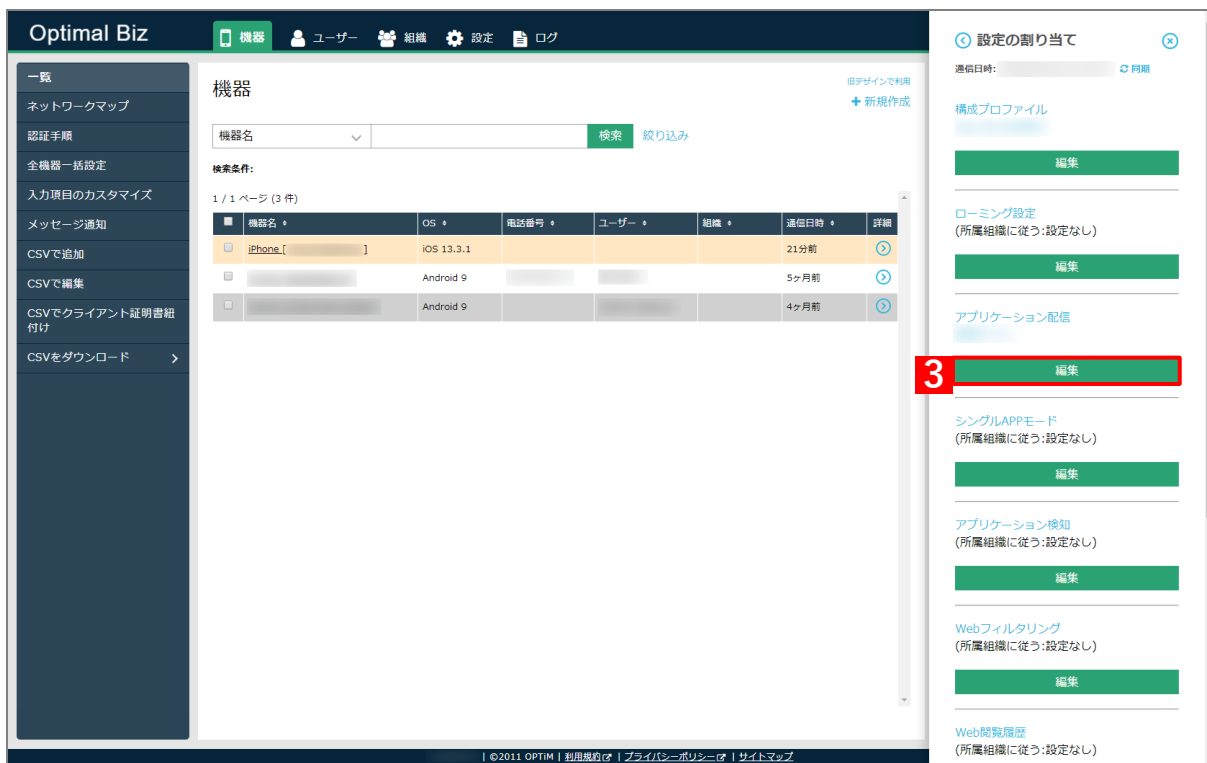 Optimal Biz
機器
ユーザー
組織
設定
ログ
一覧
ネットワークマップ
認証手順
全機器一括設定
入力項目のカスタマイズ
メッセージ通知
CSVで追加
CSVで編集
CSVでクライアント証明書紐
付け
CSVをダウンロード
機器
旧デザインで利用
+ 新規作成
機器名
検索 絞り込み
検索条件:
1 / 1 ページ (3 件)
機器名 OS 電話番号 ユーザー 組織 通信日時 詳細
iPhone [ ] iOS 13.3.1 21分前
Android 9 5ヶ月前
Android 9 4ヶ月前
設定の割り当て
通信日時: 同期
構成プロファイル
編集
ローミング設定
(所属組織に従う:設定なし)
編集
アプリケーション配信
3
編集
シングルAPPモード
(所属組織に従う:設定なし)
編集
アプリケーション検知
(所属組織に従う:設定なし)
編集
Webフィルタリング
(所属組織に従う:設定なし)
編集
Web閲覧履歴
(所属組織に従う:設定なし)
| ©2011 OPTiM | 利用規約 | プライバシーポリシー | サイトマップ